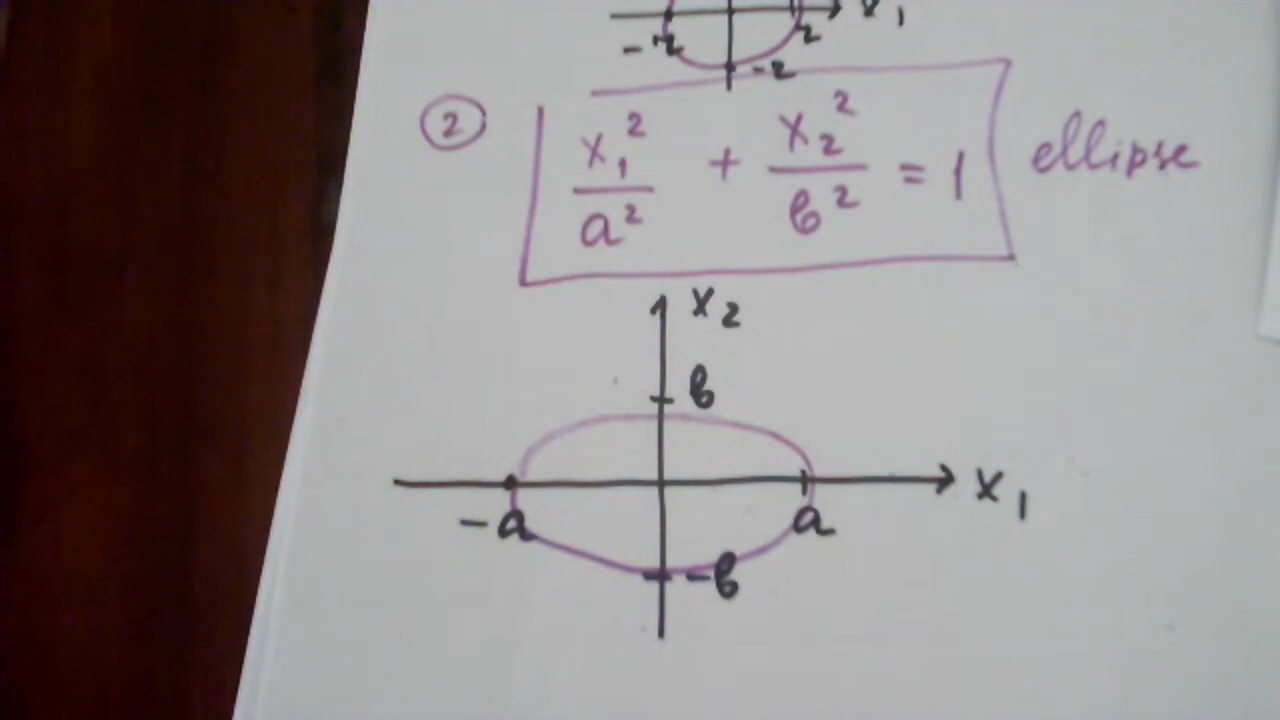 x₁
-2 2
-2
② x₁²/a² + x₂²/b² = 1 ellipse
x₂
b
x₁
-a a
-b